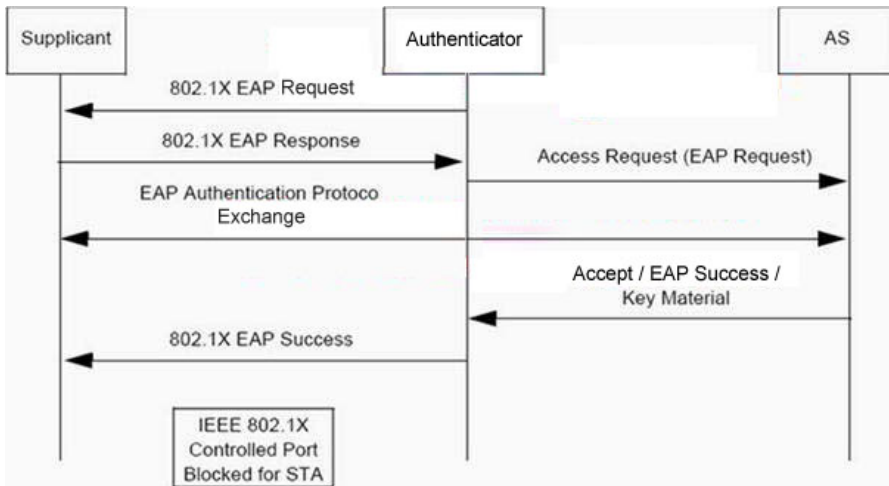 Supplicant
Authenticator
AS
802.1X EAP Request
802.1X EAP Response
Access Request (EAP Request)
EAP Authentication Protoco
Exchange
Accept / EAP Success /
Key Material
802.1X EAP Success
IEEE 802.1X
Controlled Port
Blocked for STA